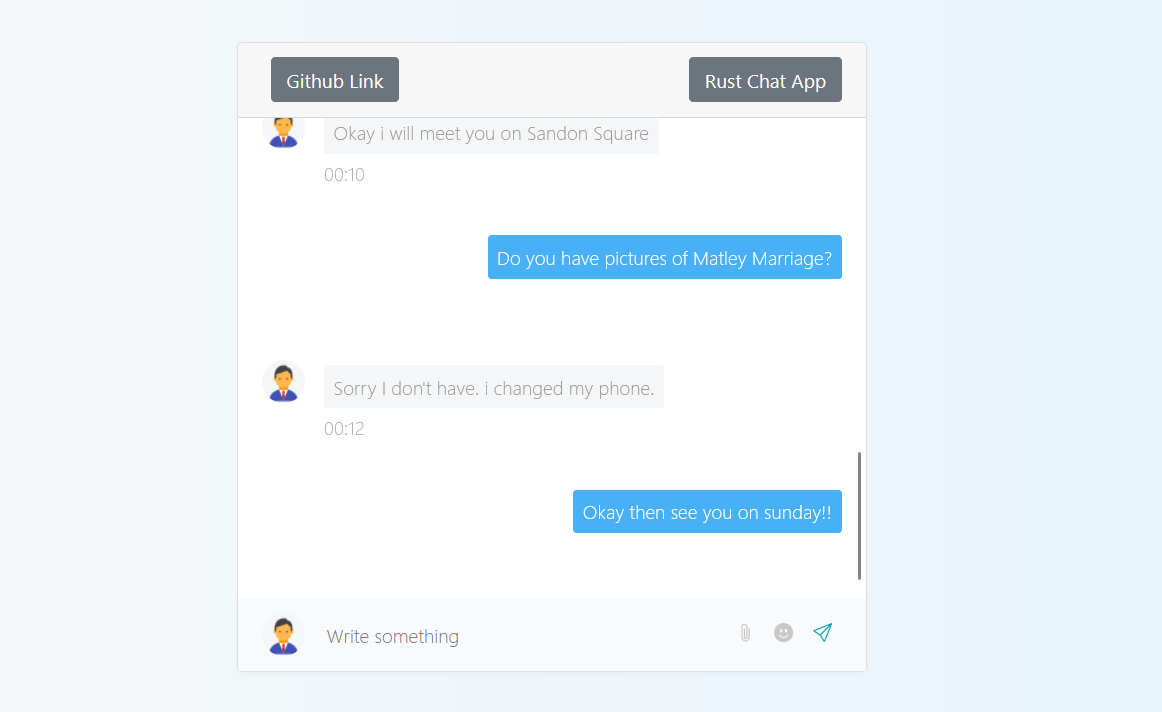 Github Link
Rust Chat App
Okay i will meet you on Sandon Square
00:10
Do you have pictures of Matley Marriage?
Sorry I don't have. i changed my phone.
00:12
Okay then see you on sunday!!
Write something